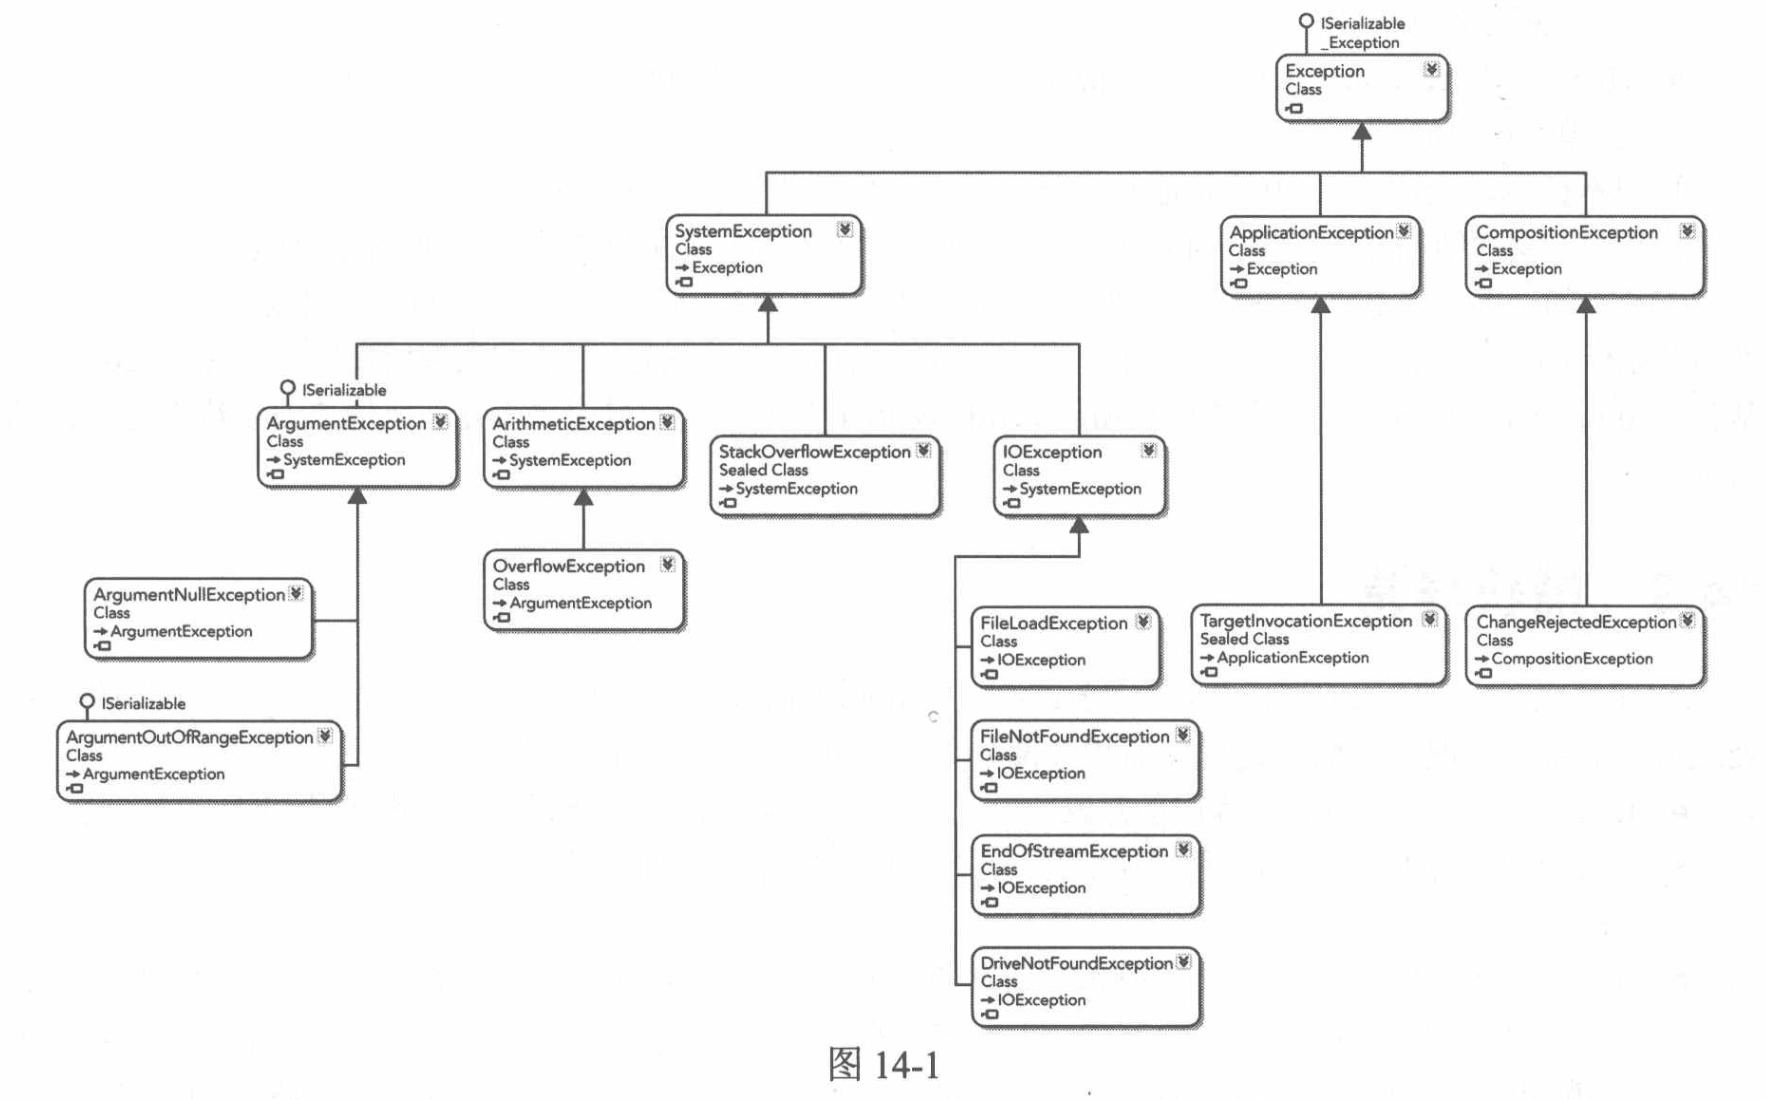 ISerializable
_Exception
Exception
Class
SystemException
Class
Exception
ApplicationException
Class
Exception
CompositionException
Class
Exception
ISerializable
ArgumentException
Class
SystemException
ArithmeticException
Class
SystemException
StackOverflowException
Sealed Class
SystemException
IOException
Class
SystemException
OverflowException
Class
ArgumentException
ArgumentNullException
Class
ArgumentException
FileLoadException
Class
IOException
TargetInvocationException
Sealed Class
ApplicationException
ChangeRejectedException
Class
CompositionException
ISerializable
ArgumentOutOfRangeException
Class
ArgumentException
FileNotFoundException
Class
IOException
EndOfStreamException
Class
IOException
DriveNotFoundException
Class
IOException
图 14-1